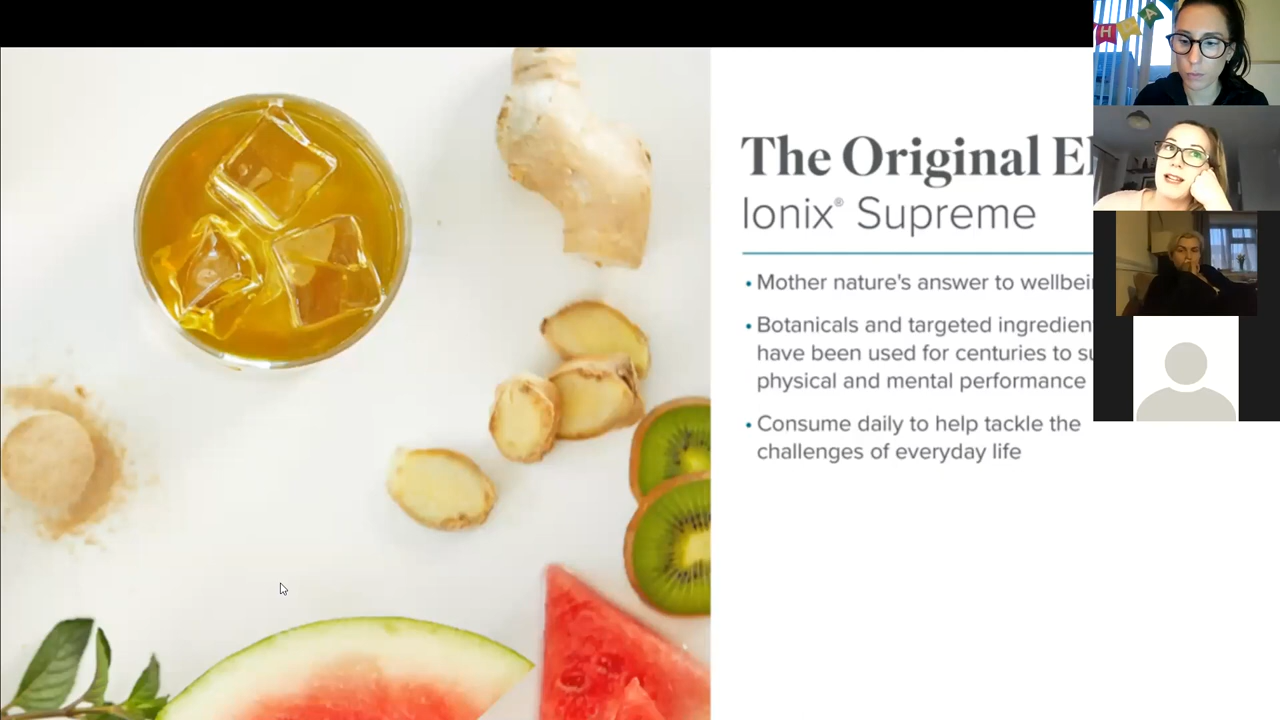 The Original
Ionix® Supreme
• Mother nature's answer to
• Botanicals and targeted
have been used for centuries to
physical and mental performance
• Consume daily to help tackle the
challenges of everyday life
H
A